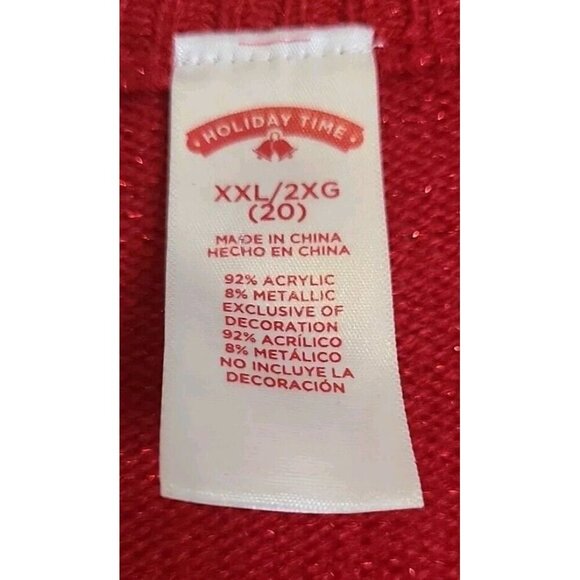 HOLIDAY TIME
XXL/2XG
(20)
MADE IN CHINA
HECHO EN CHINA
92% ACRYLIC
8% METALLIC
EXCLUSIVE OF
DECORATION
92% ACRÍLICO
8% METÁLICO
NO INCLUYE LA
DECORACIÓN